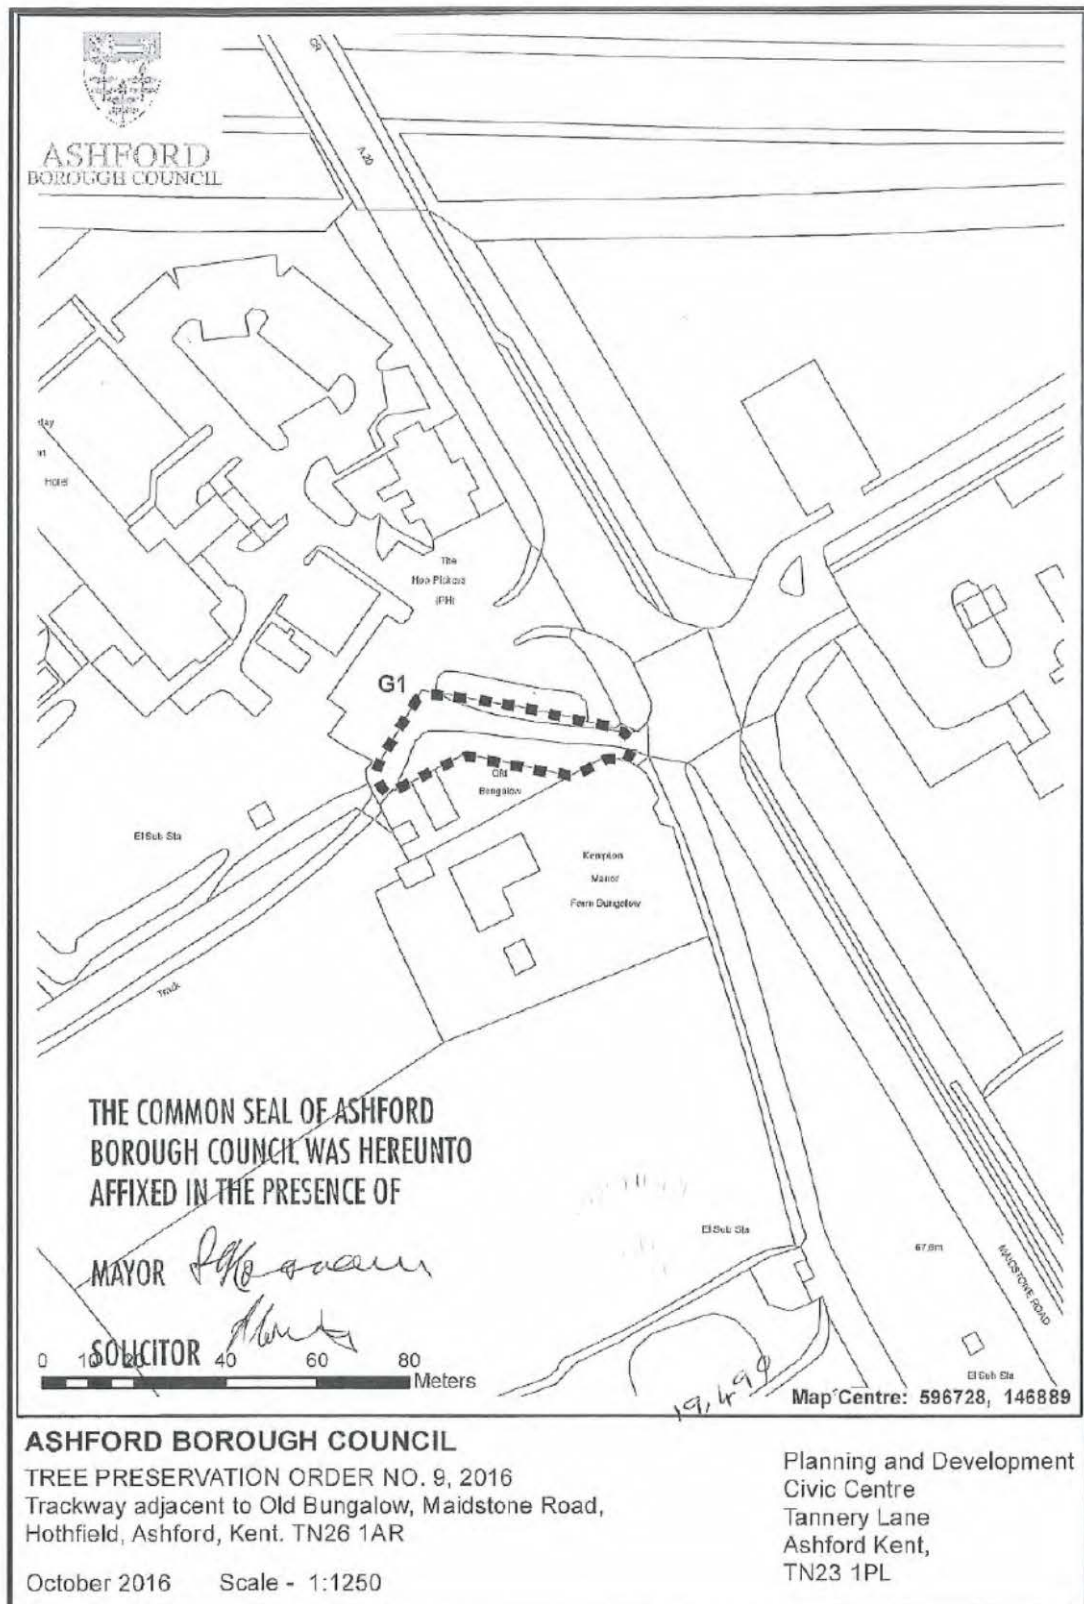 ASHFORD
BOROUGH COUNCIL
A 20
Hotel
The
Hop Pickers
(PH)
G1
Old
Bungalow
El Sub Sta
Kempton
Manor
Farm Bungalow
Track
THE COMMON SEAL OF ASHFORD
BOROUGH COUNCIL WAS HEREUNTO
AFFIXED IN THE PRESENCE OF
MAYOR
SOLICITOR
0 10 20 40 60 80
Meters
El Sub Sta
67.8m
MAIDSTONE ROAD
El Sub Sta
19,499
Map Centre: 596728, 146889
ASHFORD BOROUGH COUNCIL
TREE PRESERVATION ORDER NO. 9, 2016
Trackway adjacent to Old Bungalow, Maidstone Road,
Hothfield, Ashford, Kent. TN26 1AR
October 2016 Scale - 1:1250
Planning and Development
Civic Centre
Tannery Lane
Ashford Kent,
TN23 1PL